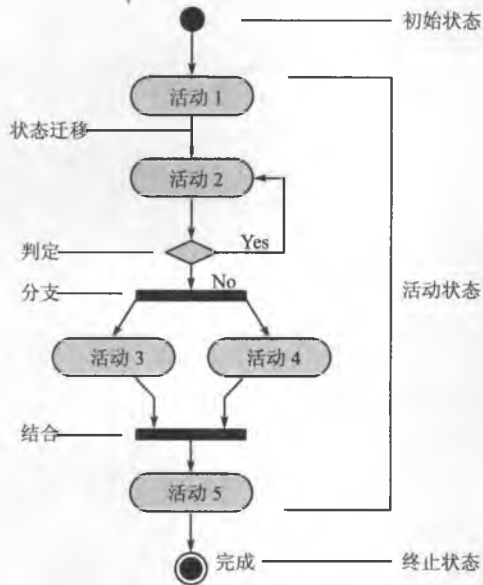 初始状态
活动 1
状态迁移
活动 2
判定
Yes
分支
No
活动状态
活动 3
活动 4
结合
活动 5
完成
终止状态